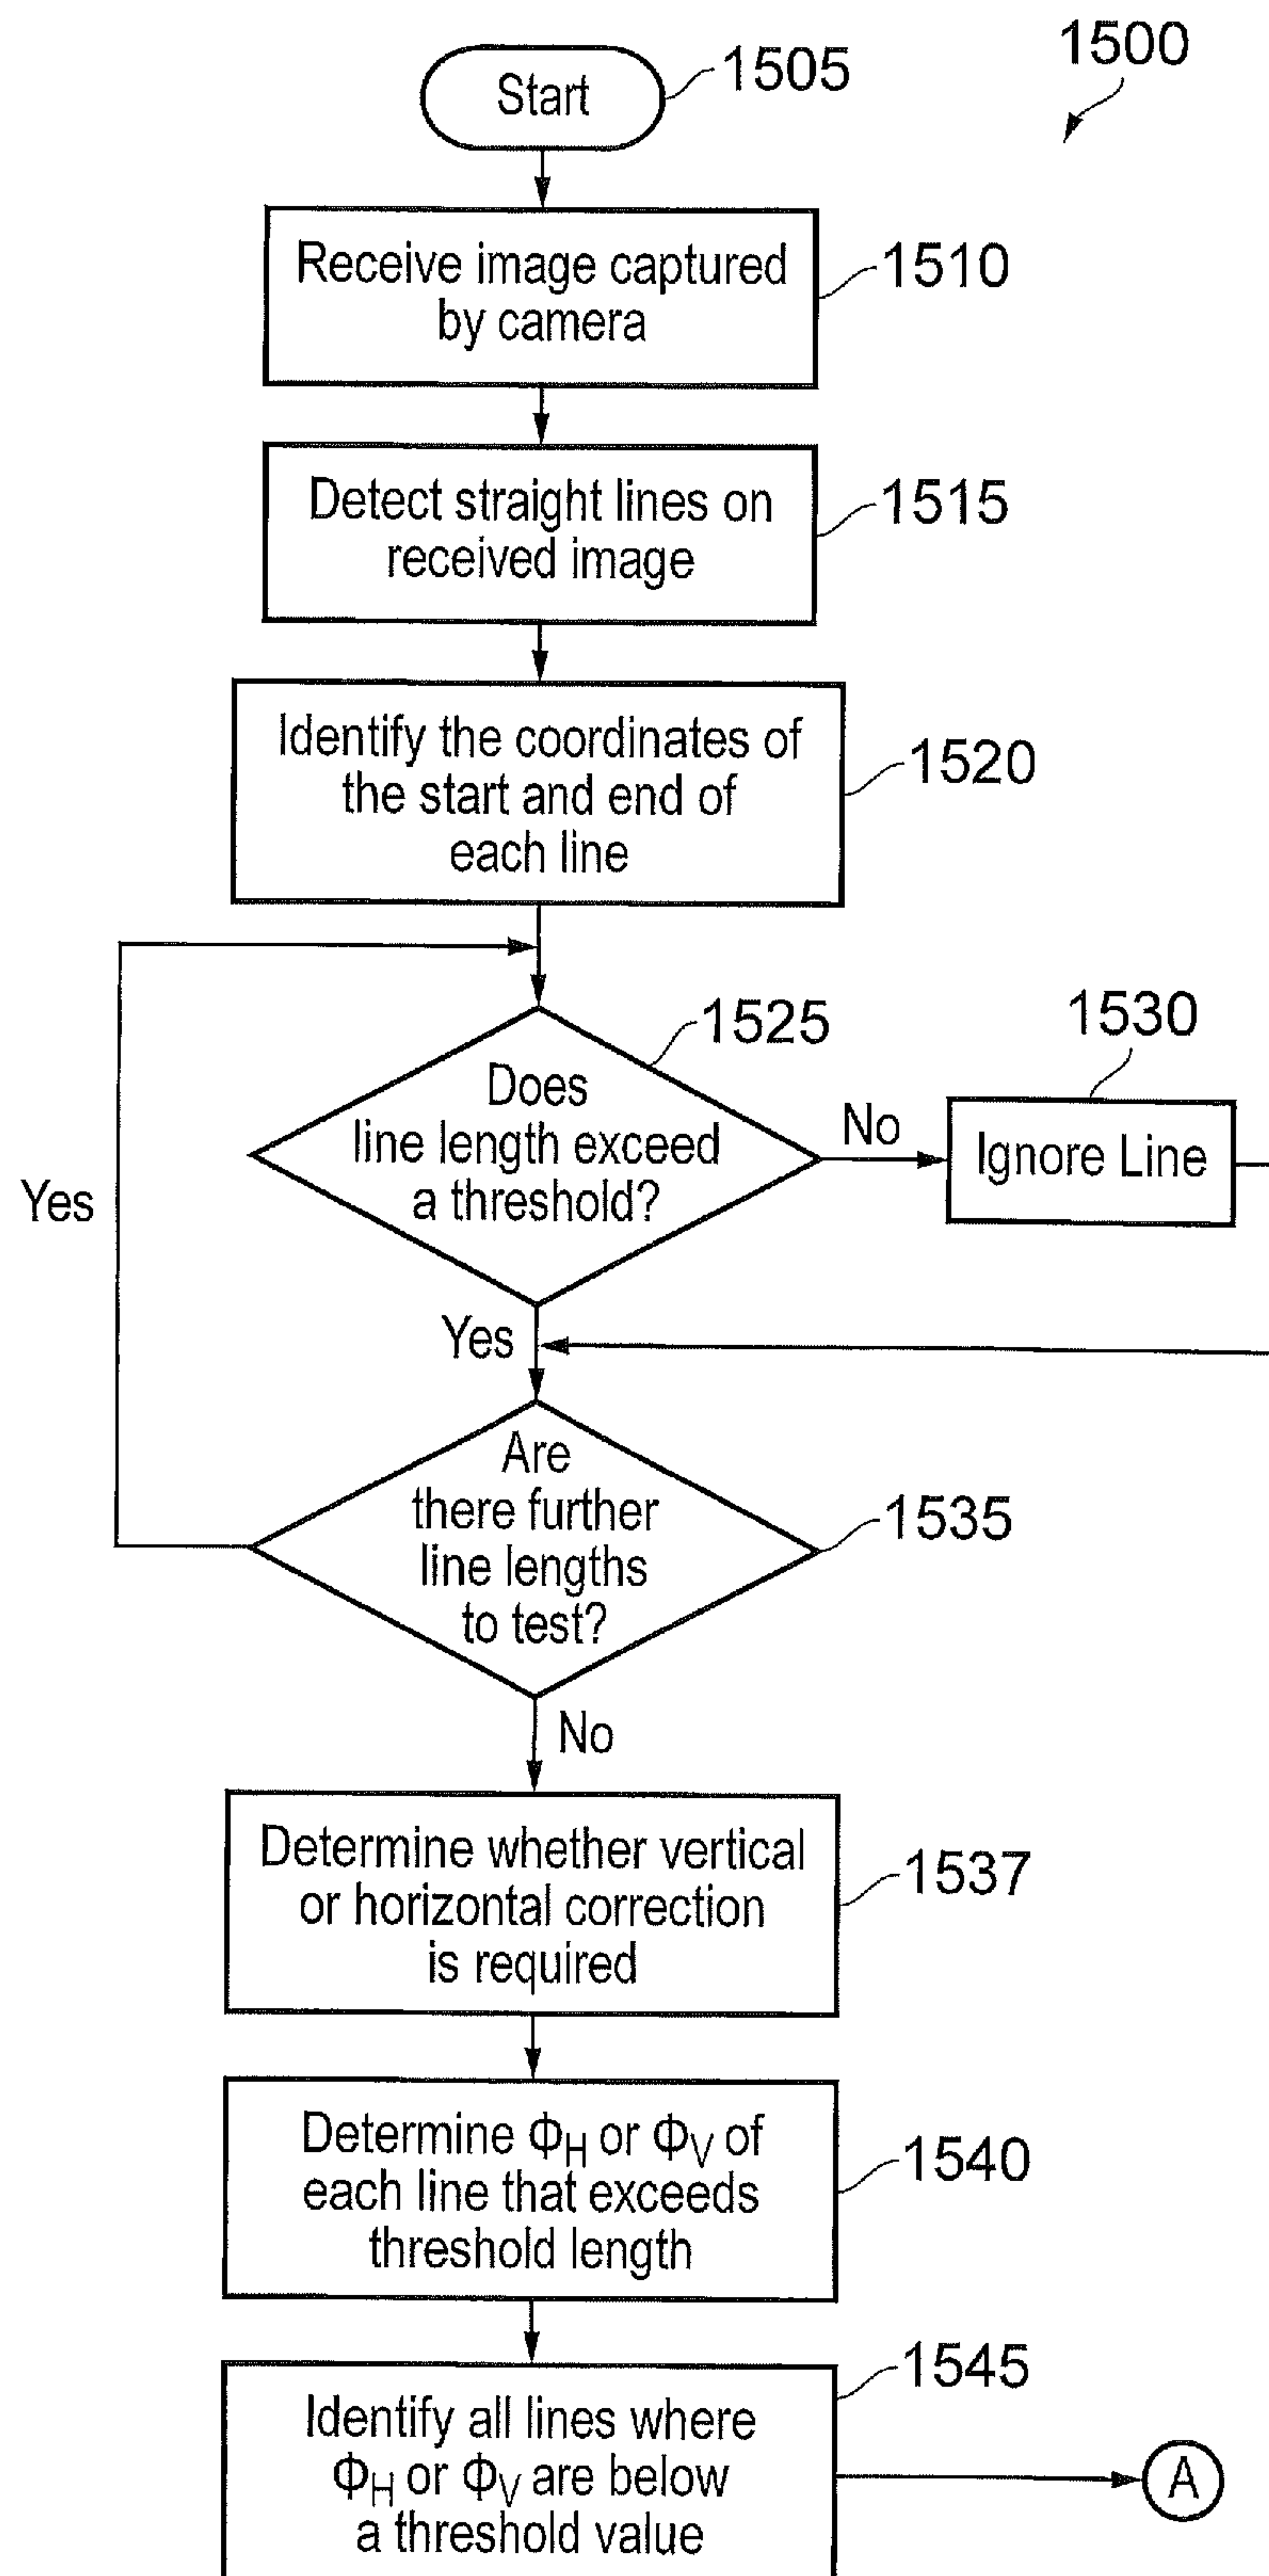 1500
Start
1505
Receive image captured
by camera
1510
Detect straight lines on
received image
1515
Identify the coordinates of
the start and end of
each line
1520
Does
line length exceed
a threshold?
1525
No
Ignore Line
1530
Yes
Yes
Are
there further
line lengths
to test?
1535
No
Determine whether vertical
or horizontal correction
is required
1537
Determine ΦH or ΦV of
each line that exceeds
threshold length
1540
Identify all lines where
ΦH or ΦV are below
a threshold value
1545
A